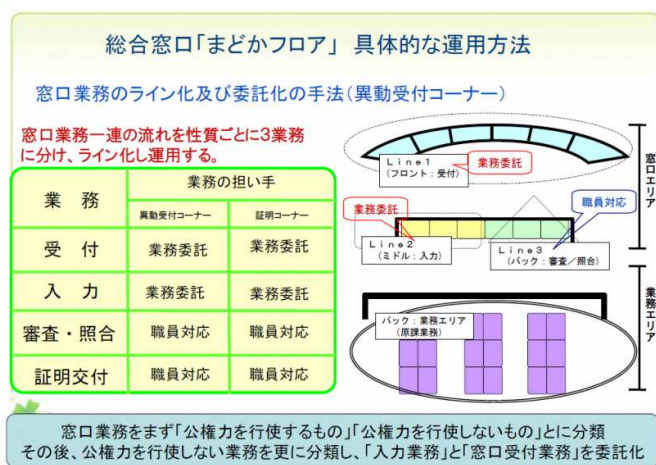 総合窓口「まどかフロア」 具体的な運用方法
窓口業務のライン化及び委託化の手法(異動受付コーナー)
窓口業務一連の流れを性質ごとに3業務
に分け、ライン化し運用する。
業務 業務の担い手
異動受付コーナー 証明コーナー
受付 業務委託 業務委託
入力 業務委託 業務委託
審査・照合 職員対応 職員対応
証明交付 職員対応 職員対応
Line1
(フロント:受付)
業務委託
業務委託
職員対応
Line2
(ミドル:入力)
Line3
(バック:審査/照合)
窓口エリア
バック:業務エリア
(原課業務)
業務エリア
窓口業務をまず「公権力を行使するもの」「公権力を行使しないもの」とに分類
その後、公権力を行使しない業務を更に分類し、「入力業務」と「窓口受付業務」を委託化